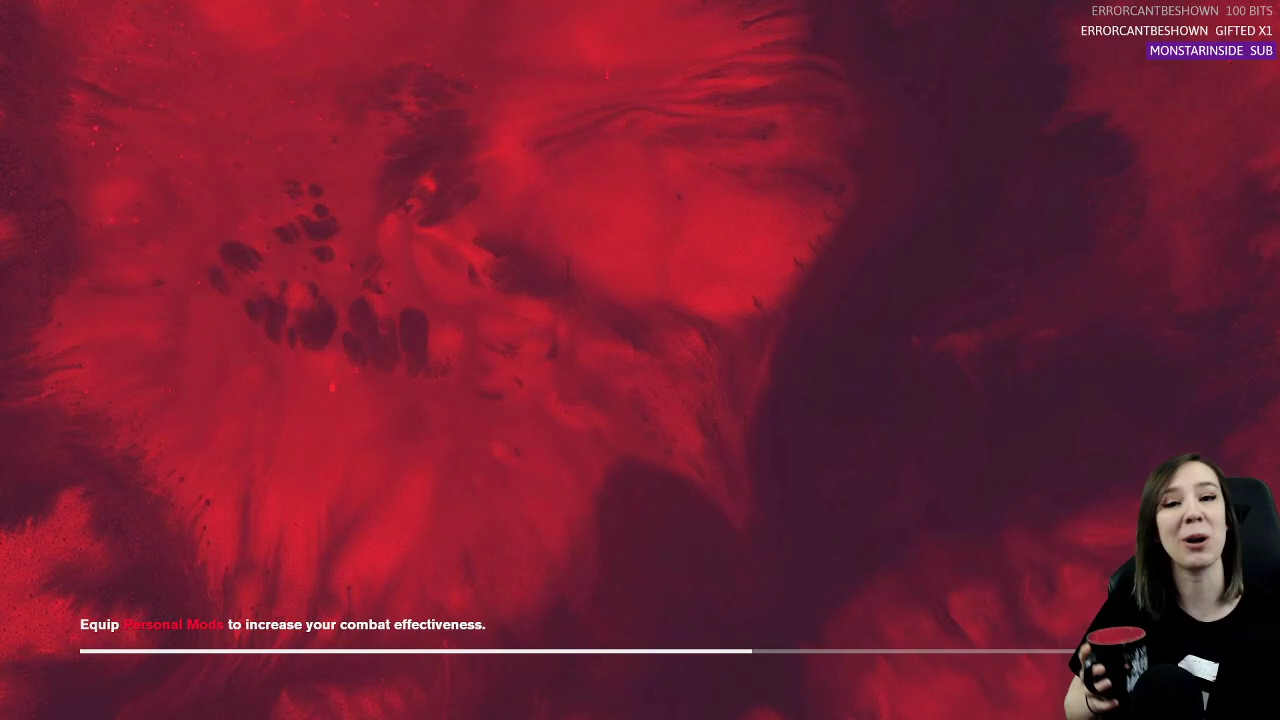 ERRORCANTBESHOWN 100 BITS
ERRORCANTBESHOWN GIFTED X1
MONSTARINSIDE SUB
Equip Personal Mods to increase your combat effectiveness.